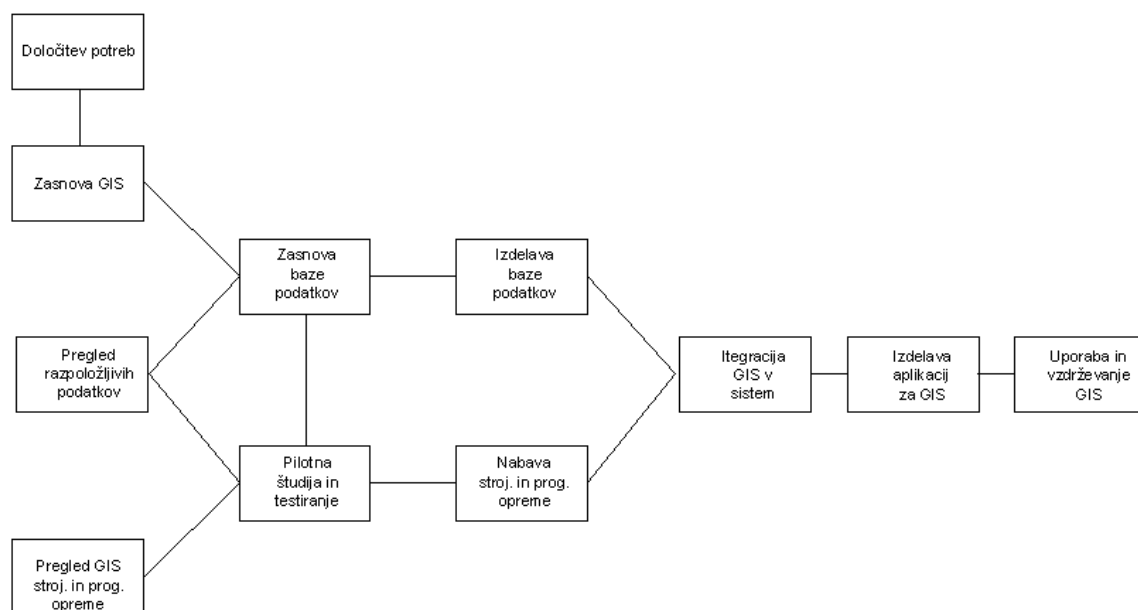 Določitev potreb
Zasnova GIS
Zasnova
baze
podatkov
Izdelava
baze
podatkov
Pregled
razpoložljivih
podatkov
Itegracija
GIS v
sistem
Izdelava
aplikacij
za GIS
Uporaba in
vzdrževanje
GIS
Pilotna
študija in
testiranje
Nabava
stroj. in prog.
opreme
Pregled GIS
stroj. in prog.
opreme